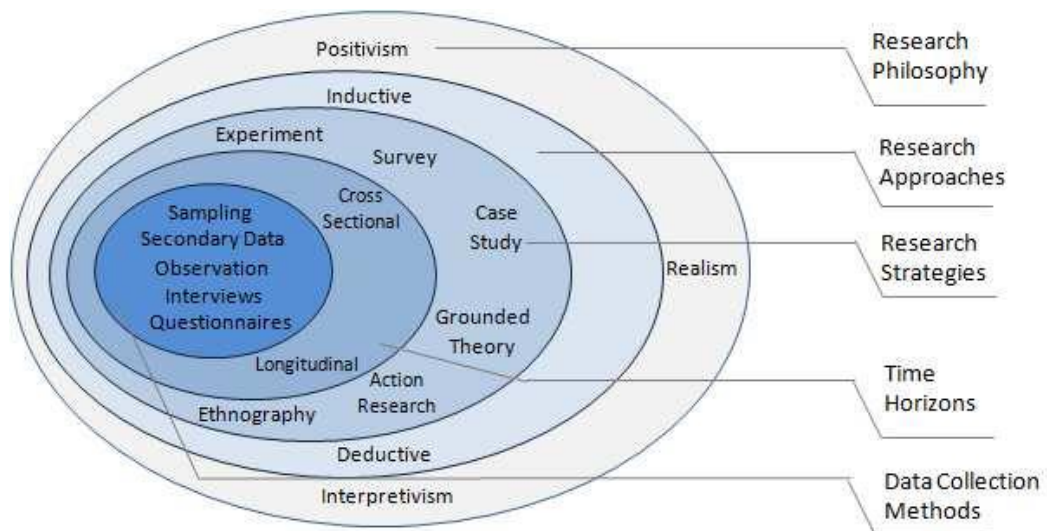 Positivism
Inductive
Experiment
Survey
Cross
Sectional
Case
Study
Sampling
Secondary Data
Observation
Interviews
Questionnaires
Realism
Grounded
Theory
Longitudinal
Action
Research
Ethnography
Deductive
Interpretivism
Research
Philosophy
Research
Approaches
Research
Strategies
Time
Horizons
Data Collection
Methods